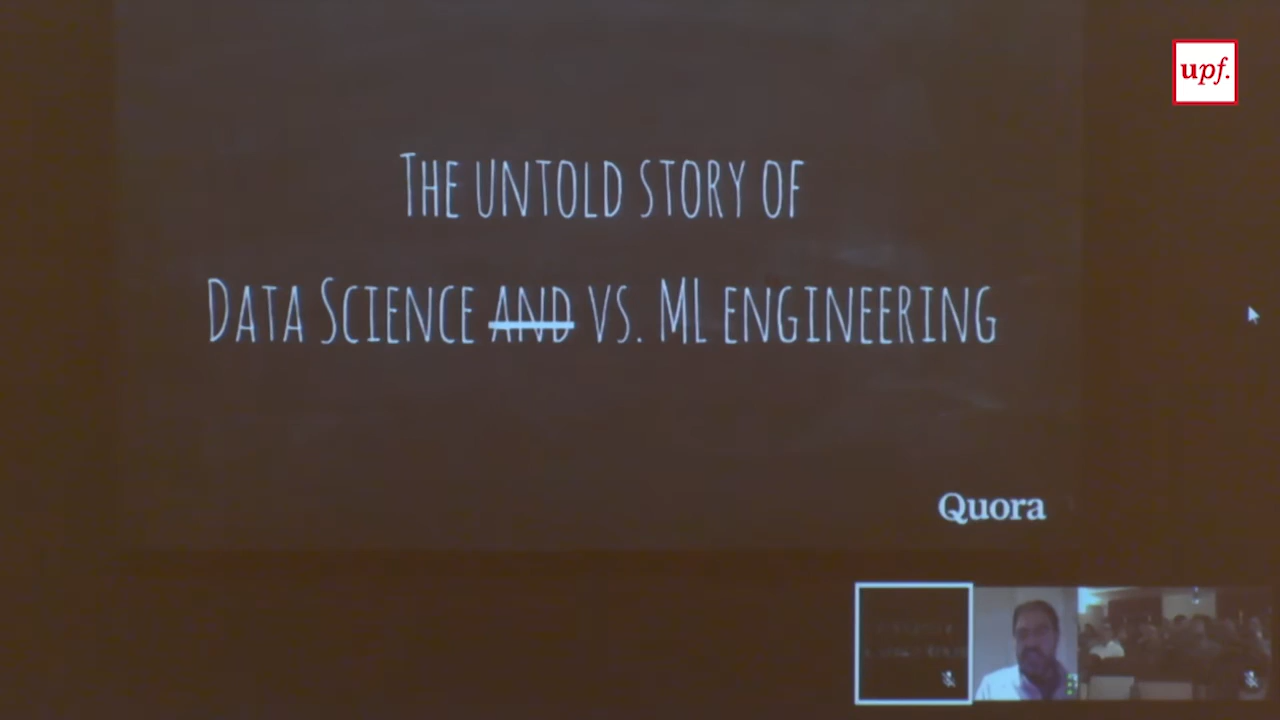 upf.
The untold story of
Data Science and vs. ML engineering
Quora